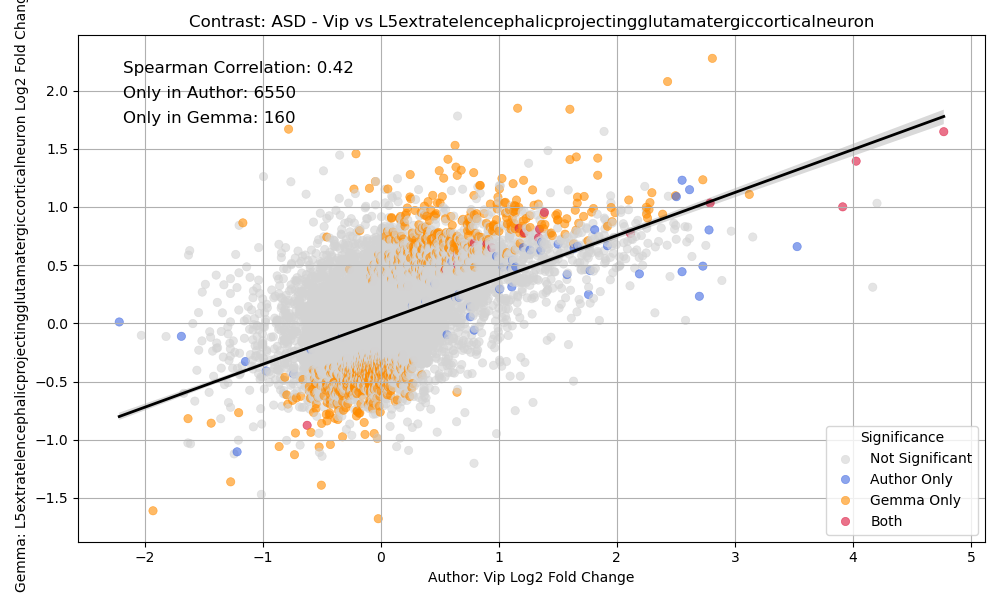 Contrast: ASD - Vip vs L5extratelencephalicprojectingglutamatergiccorticalneuron
Gemma: L5extratelencephalicprojectingglutamatergiccorticalneuron Log2 Fold Change
Spearman Correlation: 0.42
Only in Author: 6550
Only in Gemma: 160
2.0
1.5
1.0
0.5
0.0
−0.5
−1.0
−1.5
Significance
Not Significant
Author Only
Gemma Only
Both
−2 −1 0 1 2 3 4 5
Author: Vip Log2 Fold Change